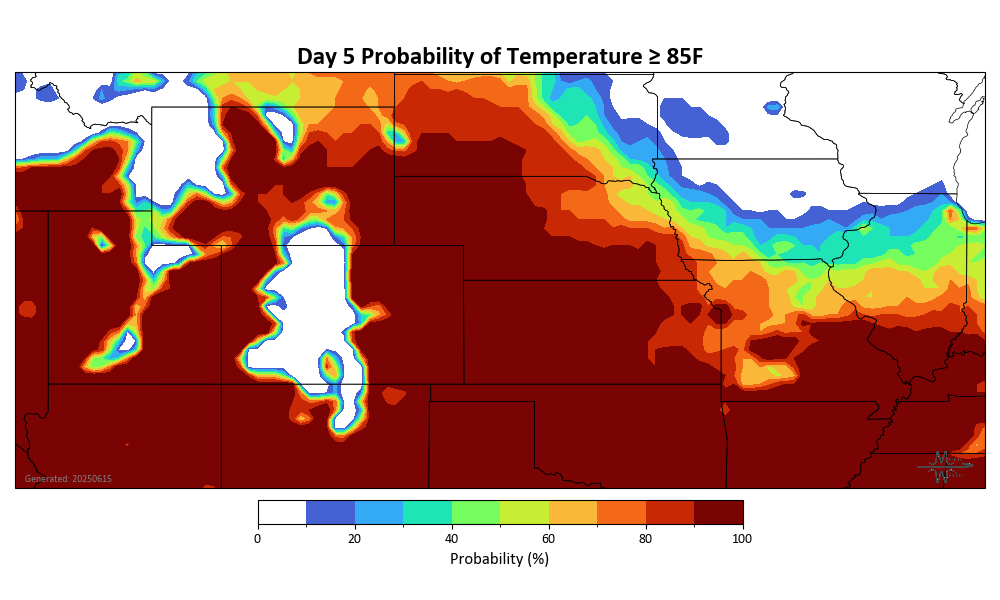 Day 5 Probability of Temperature ≥ 85F
Generated: 20250615
0 20 40 60 80 100
Probability (%)